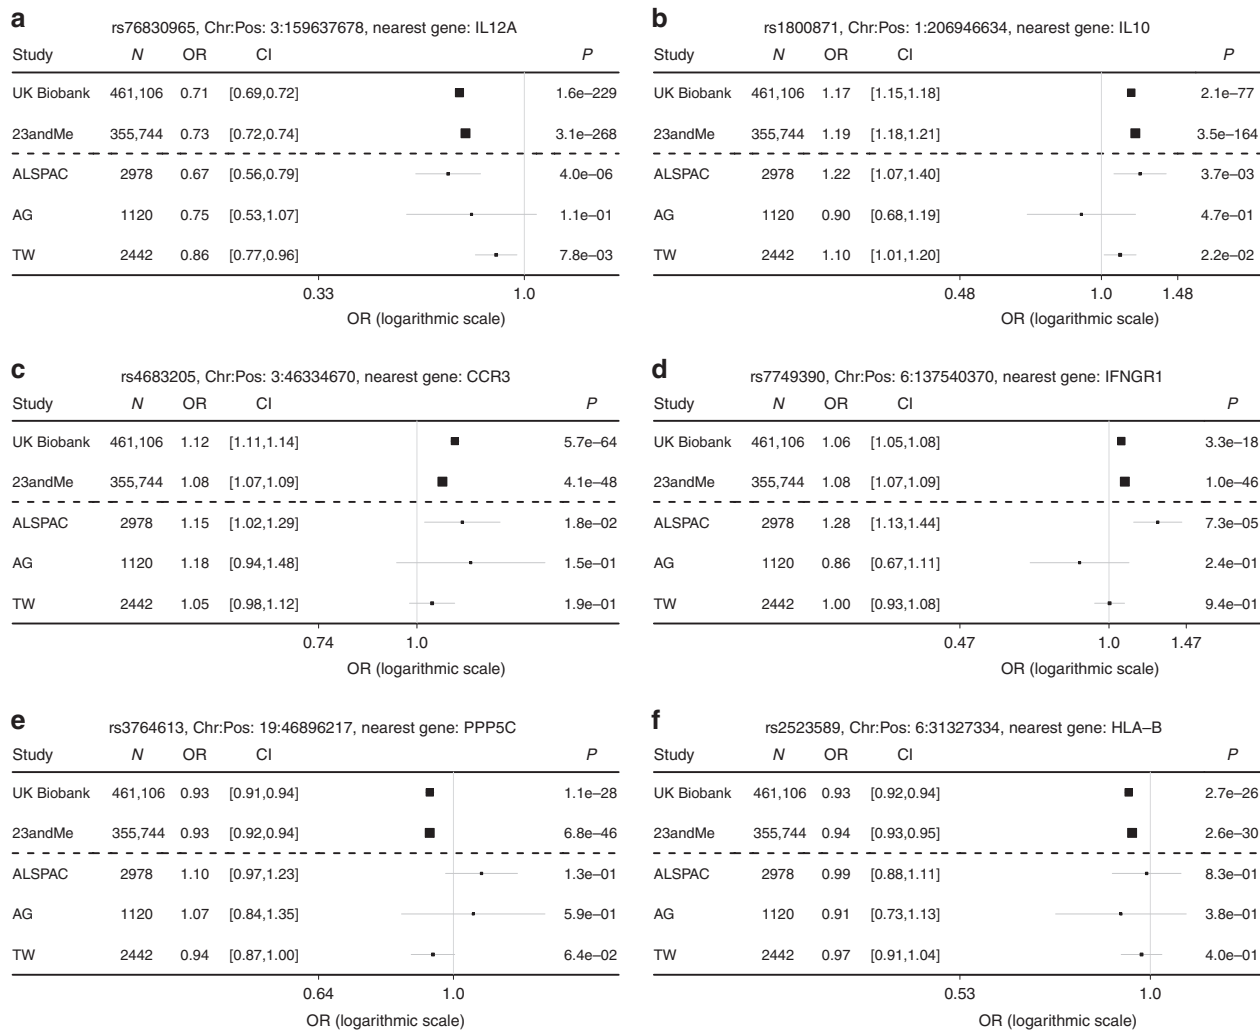 a
rs76830965, Chr:Pos: 3:159637678, nearest gene: IL12A
Study N OR CI P
UK Biobank 461,106 0.71 [0.69,0.72] 1.6e–229
23andMe 355,744 0.73 [0.72,0.74] 3.1e–268
ALSPAC 2978 0.67 [0.56,0.79] 4.0e–06
AG 1120 0.75 [0.53,1.07] 1.1e–01
TW 2442 0.86 [0.77,0.96] 7.8e–03
0.33 1.0
OR (logarithmic scale)
b
rs1800871, Chr:Pos: 1:206946634, nearest gene: IL10
Study N OR CI P
UK Biobank 461,106 1.17 [1.15,1.18] 2.1e–77
23andMe 355,744 1.19 [1.18,1.21] 3.5e–164
ALSPAC 2978 1.22 [1.07,1.40] 3.7e–03
AG 1120 0.90 [0.68,1.19] 4.7e–01
TW 2442 1.10 [1.01,1.20] 2.2e–02
0.48 1.0 1.48
OR (logarithmic scale)
c
rs4683205, Chr:Pos: 3:46334670, nearest gene: CCR3
Study N OR CI P
UK Biobank 461,106 1.12 [1.11,1.14] 5.7e–64
23andMe 355,744 1.08 [1.07,1.09] 4.1e–48
ALSPAC 2978 1.15 [1.02,1.29] 1.8e–02
AG 1120 1.18 [0.94,1.48] 1.5e–01
TW 2442 1.05 [0.98,1.12] 1.9e–01
0.74 1.0
OR (logarithmic scale)
d
rs7749390, Chr:Pos: 6:137540370, nearest gene: IFNGR1
Study N OR CI P
UK Biobank 461,106 1.06 [1.05,1.08] 3.3e–18
23andMe 355,744 1.08 [1.07,1.09] 1.0e–46
ALSPAC 2978 1.28 [1.13,1.44] 7.3e–05
AG 1120 0.86 [0.67,1.11] 2.4e–01
TW 2442 1.00 [0.93,1.08] 9.4e–01
0.47 1.0 1.47
OR (logarithmic scale)
e
rs3764613, Chr:Pos: 19:46896217, nearest gene: PPP5C
Study N OR CI P
UK Biobank 461,106 0.93 [0.91,0.94] 1.1e–28
23andMe 355,744 0.93 [0.92,0.94] 6.8e–46
ALSPAC 2978 1.10 [0.97,1.23] 1.3e–01
AG 1120 1.07 [0.84,1.35] 5.9e–01
TW 2442 0.94 [0.87,1.00] 6.4e–02
0.64 1.0
OR (logarithmic scale)
f
rs2523589, Chr:Pos: 6:31327334, nearest gene: HLA–B
Study N OR CI P
UK Biobank 461,106 0.93 [0.92,0.94] 2.7e–26
23andMe 355,744 0.94 [0.93,0.95] 2.6e–30
ALSPAC 2978 0.99 [0.88,1.11] 8.3e–01
AG 1120 0.91 [0.73,1.13] 3.8e–01
TW 2442 0.97 [0.91,1.04] 4.0e–01
0.53 1.0
OR (logarithmic scale)